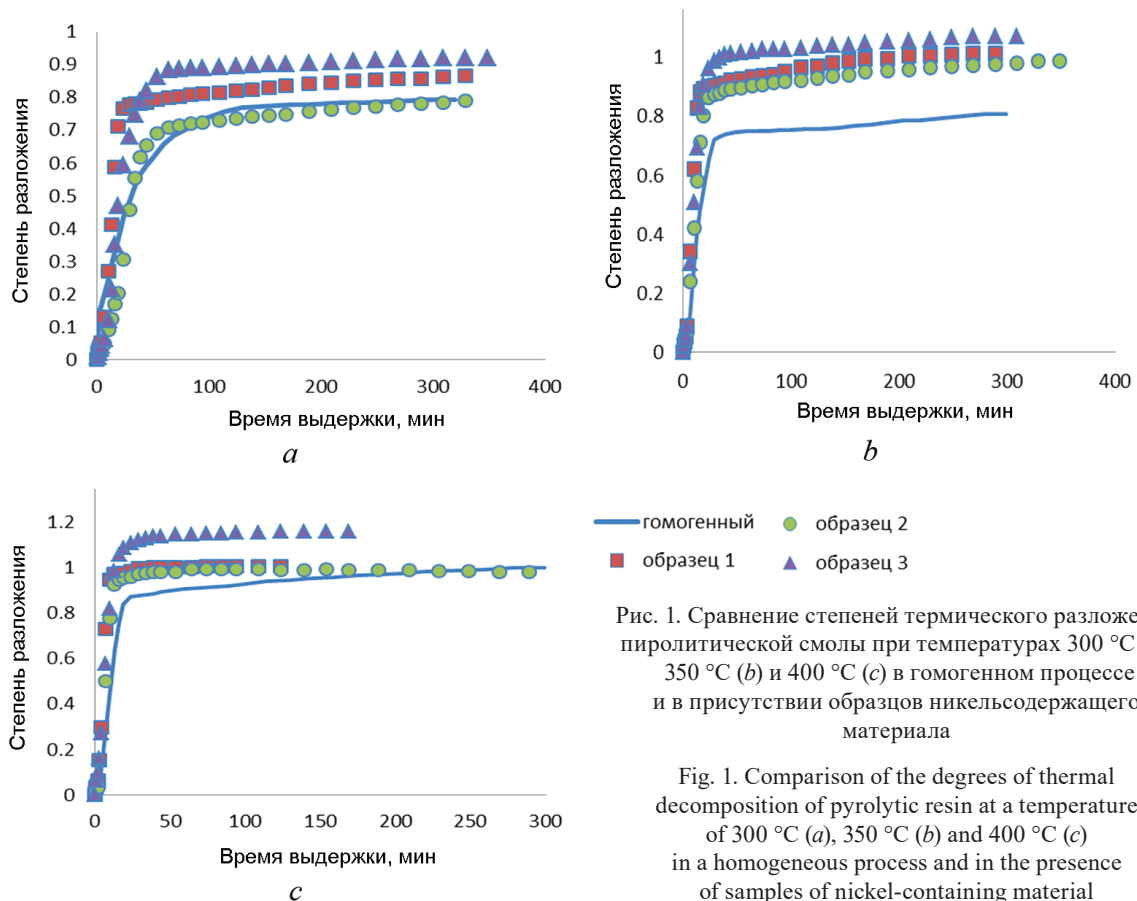 1
0.9
0.8
0.7
0.6
0.5
0.4
0.3
0.2
0.1
0
Степень разложения
0 100 200 300 400
Время выдержки, мин
a
1
0.8
0.6
0.4
0.2
0
Степень разложения
0 100 200 300 400
Время выдержки, мин
b
1.2
1
0.8
0.6
0.4
0.2
0
Степень разложения
0 50 100 150 200 250 300
Время выдержки, мин
c
гомогенный образец 2
образец 1 образец 3
Рис. 1. Сравнение степеней термического разложе
пиролитической смолы при температурах 300 °C
350 °C (b) и 400 °C (c) в гомогенном процессе
и в присутствии образцов никельсодержащего
материала
Fig. 1. Comparison of the degrees of thermal
decomposition of pyrolytic resin at a temperature
of 300 °C (a), 350 °C (b) and 400 °C (c)
in a homogeneous process and in the presence
of samples of nickel-containing material